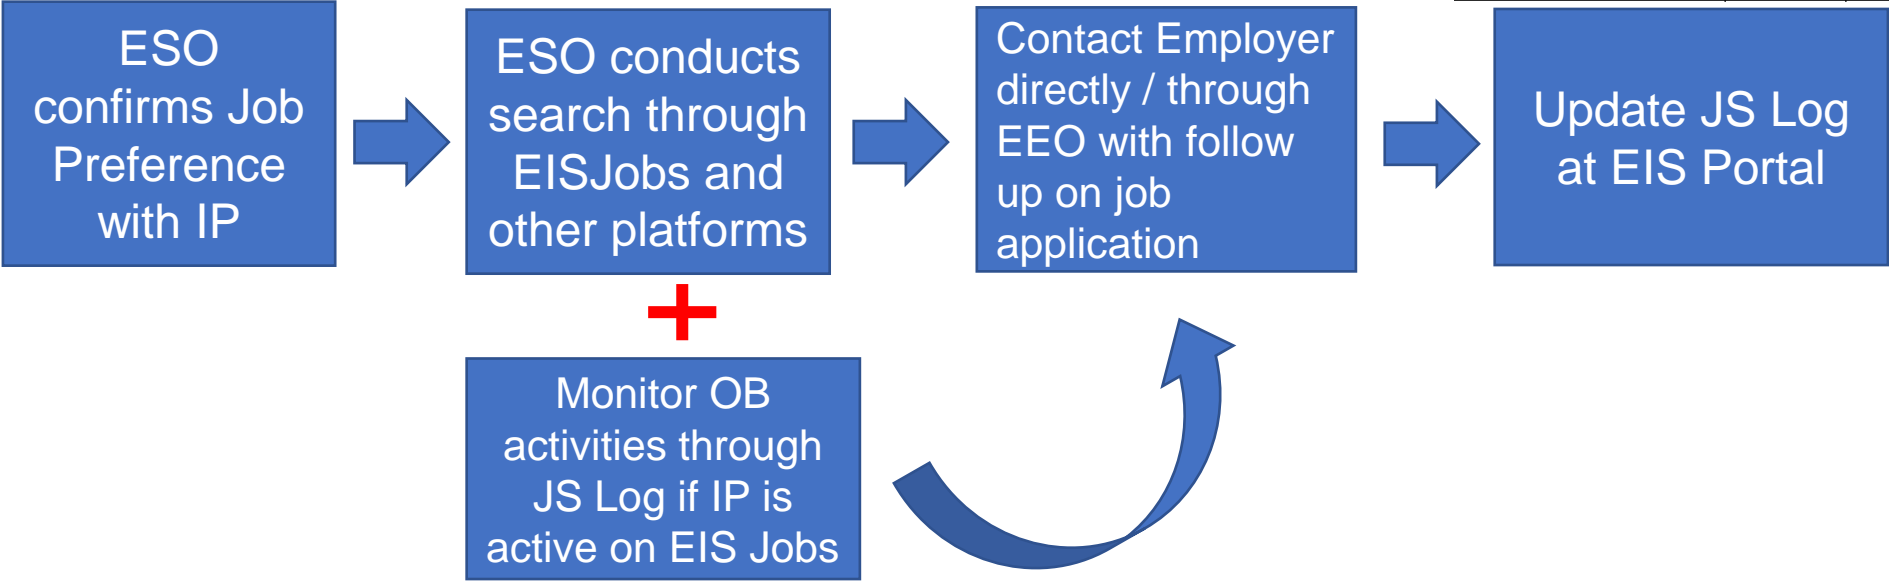 ESO
confirms Job
Preference
with IP
ESO conducts
search through
EISJobs and
other platforms
Contact Employer
directly / through
EEO with follow
up on job
application
Update JS Log
at EIS Portal
Monitor OB
activities through
JS Log if IP is
active on EIS Jobs